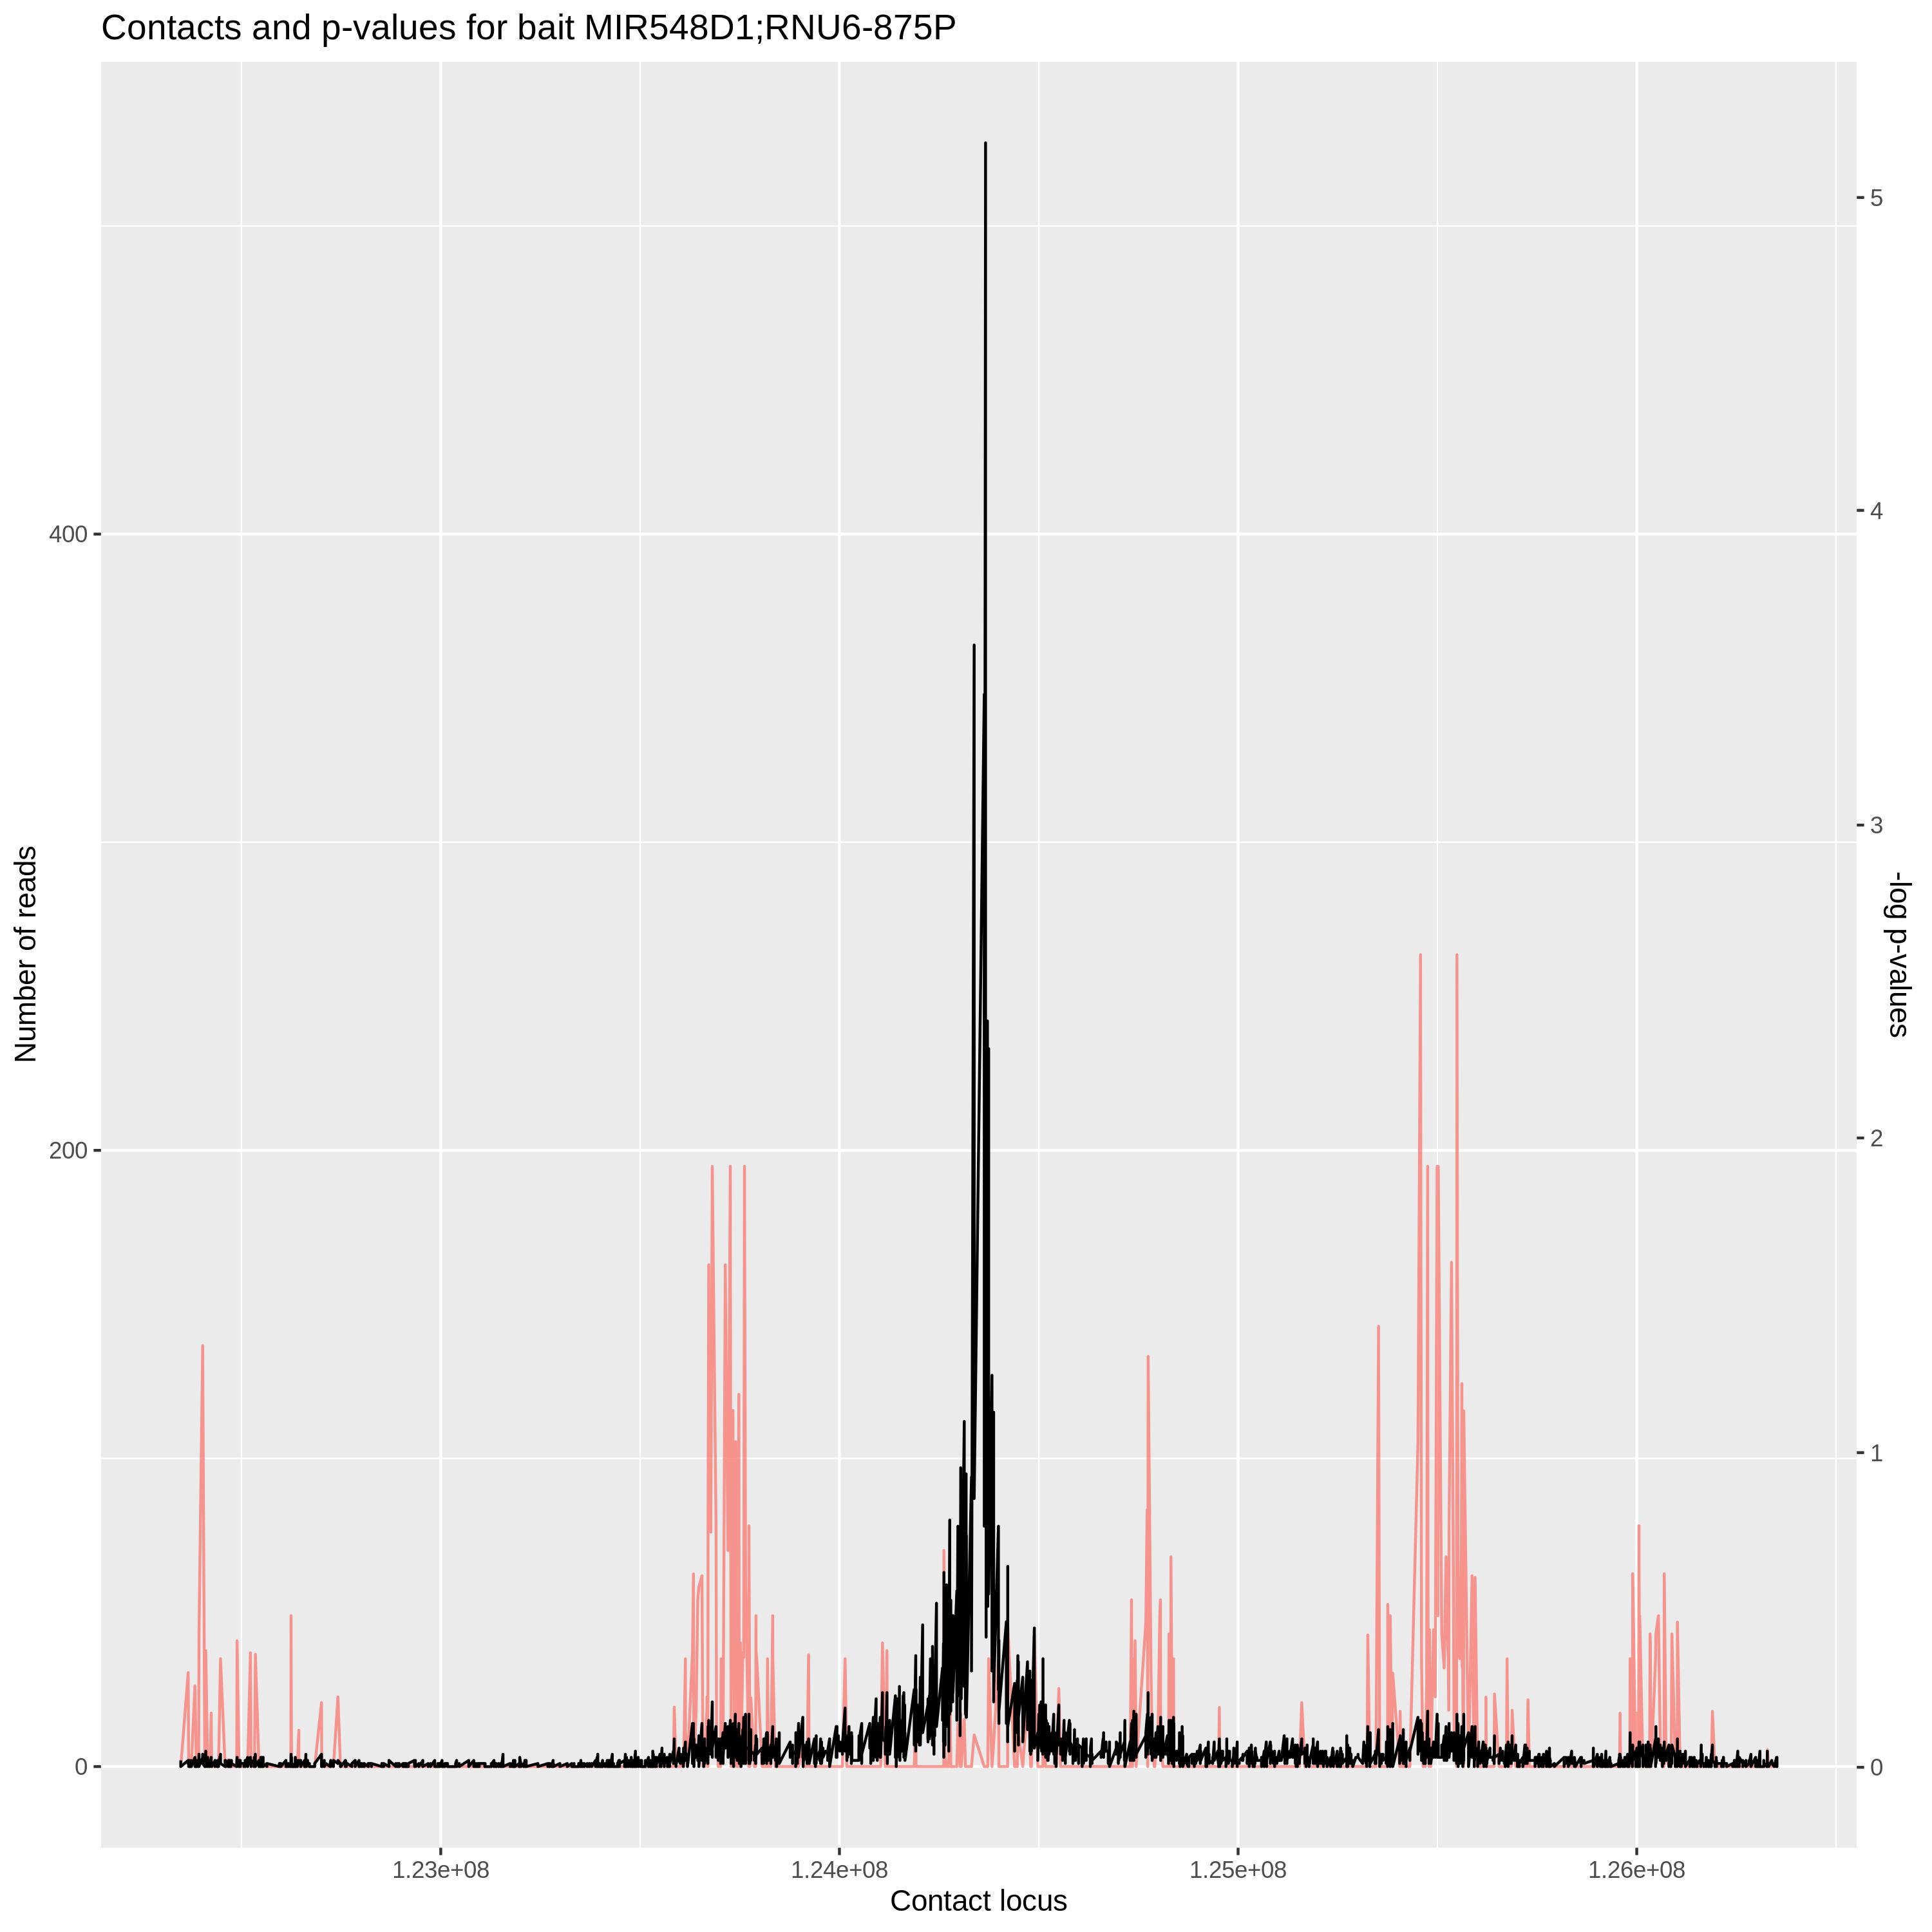 Contacts and p-values for bait MIR548D1;RNU6-875P
Number of reads
400
200
0
5
4
3
2
1
0
-log p-values
1.23e+08
1.24e+08
1.25e+08
1.26e+08
Contact locus